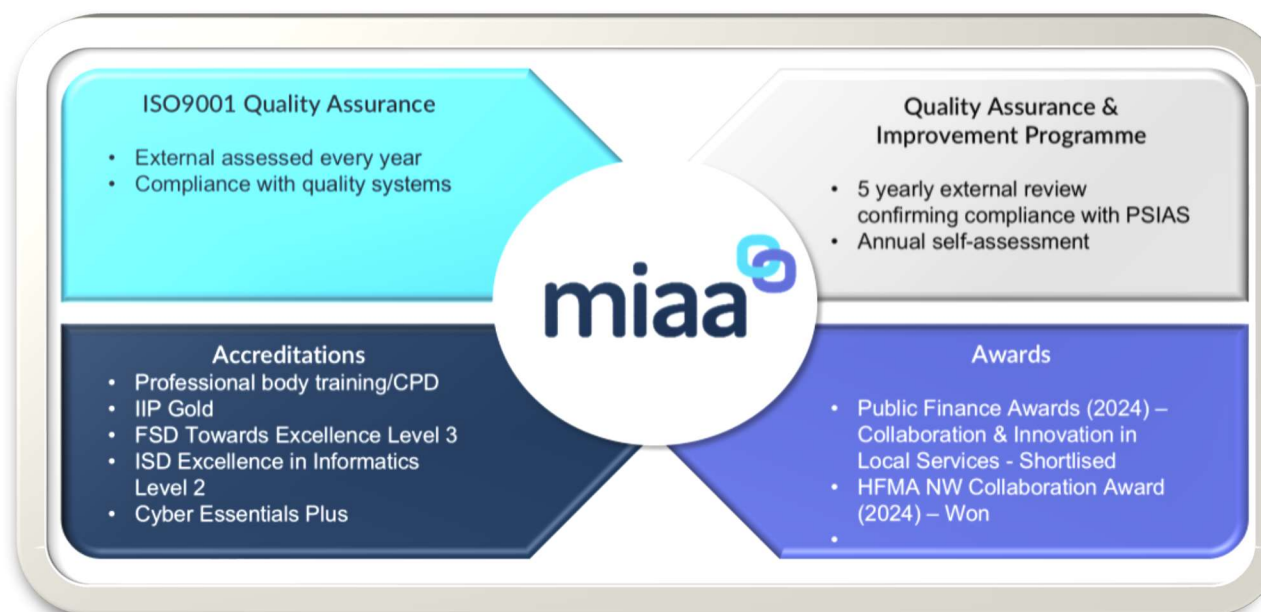 ISO9001 Quality Assurance
• External assessed every year
• Compliance with quality systems
Quality Assurance &
Improvement Programme
• 5 yearly external review
confirming compliance with PSIAS
• Annual self-assessment
miaa
Accreditations
• Professional body training/CPD
• IIP Gold
• FSD Towards Excellence Level 3
• ISD Excellence in Informatics
Level 2
• Cyber Essentials Plus
Awards
• Public Finance Awards (2024) –
Collaboration & Innovation in
Local Services - Shortlised
• HFMA NW Collaboration Award
(2024) – Won
•